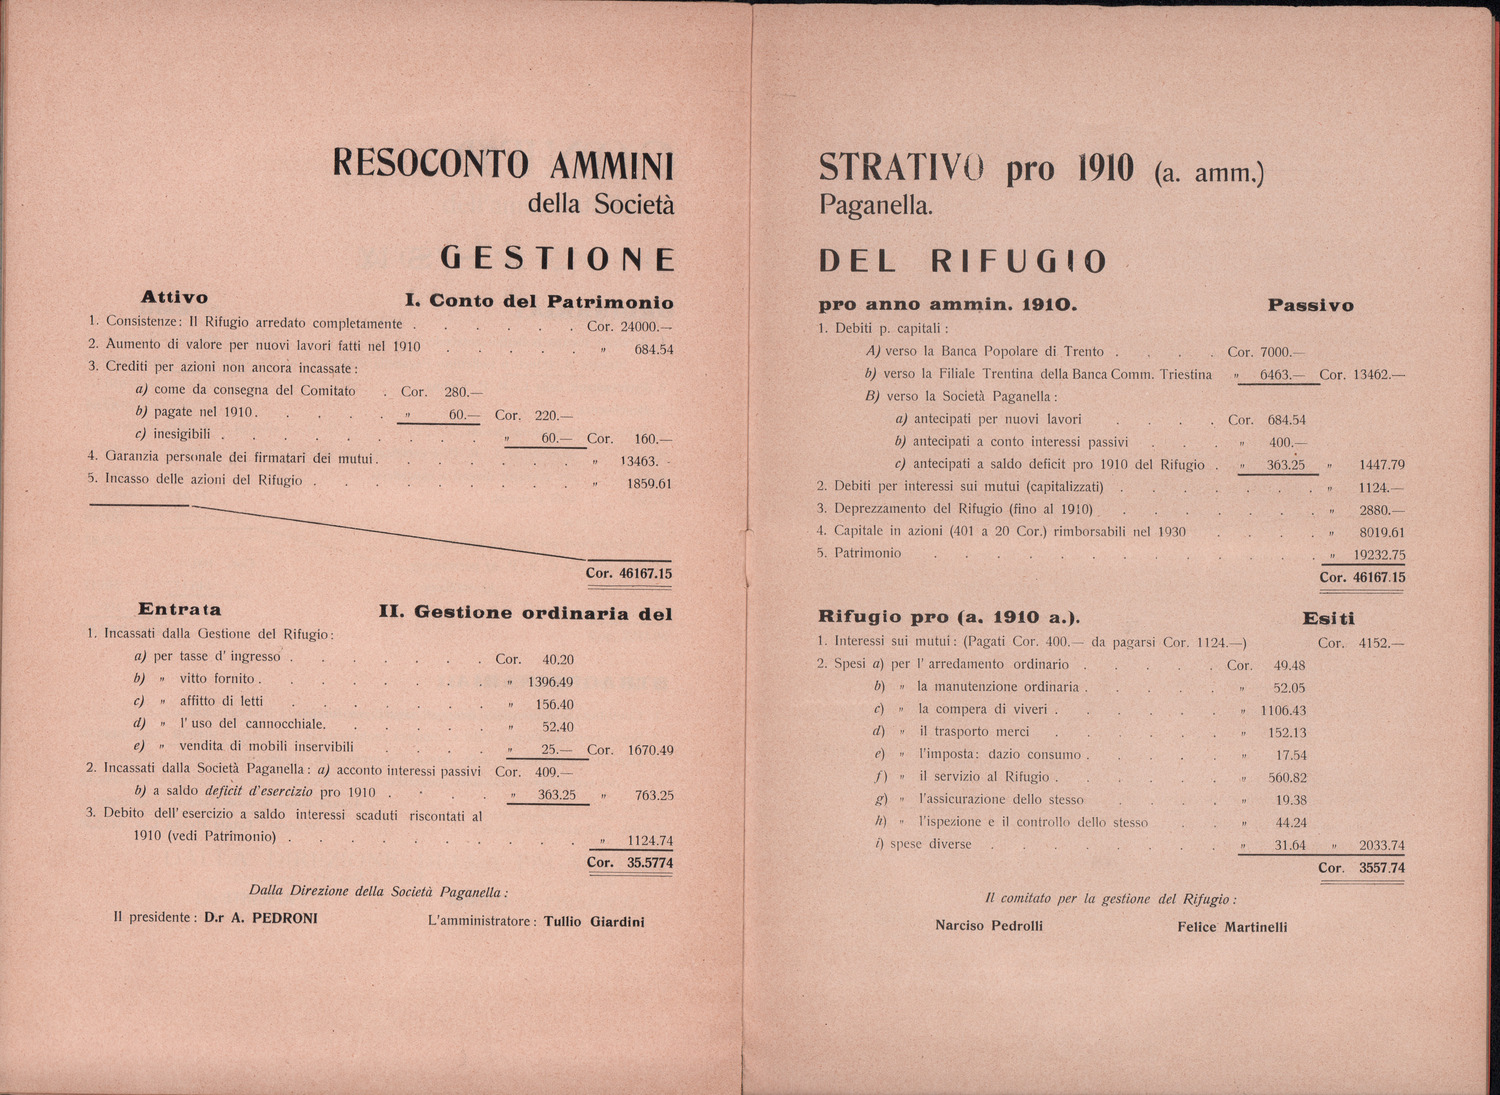 RESOCONTO AMMINI
della Società
GESTIONE
Attivo I. Conto del Patrimonio
1. Consistenze: Il Rifugio arredato completamente . . . . . . Cor. 24000.—
2. Aumento di valore per nuovi lavori fatti nel 1910 . . . . . „ 684.54
3. Crediti per azioni non ancora incassate:
a) come da consegna del Comitato . Cor. 280.—
b) pagate nel 1910. . . . . „ 60.— Cor. 220.—
c) inesigibili . . . . . . . . . „ 60.— Cor. 160.—
4. Garanzia personale dei firmatari dei mutui. . . . . . . „ 13463. -
5. Incasso delle azioni del Rifugio . . . . . . . . . „ 1859.61
Cor. 46167.15
Entrata II. Gestione ordinaria del
1. Incassati dalla Gestione del Rifugio:
a) per tasse d' ingresso . . . . . . . Cor. 40.20
b) „ vitto fornito . . . . . . . . „ 1396.49
c) „ affitto di letti . . . . . . . „ 156.40
d) „ l' uso del cannocchiale. . . . . . „ 52.40
e) „ vendita di mobili inservibili . . . . „ 25.— Cor. 1670.49
2. Incassati dalla Società Paganella: a) acconto interessi passivi Cor. 409.—
b) a saldo deficit d'esercizio pro 1910 . . . . „ 363.25 „ 763.25
3. Debito dell' esercizio a saldo interessi scaduti riscontati al
1910 (vedi Patrimonio) . . . . . . . . . . „ 1124.74
Cor. 35.5774
Dalla Direzione della Società Paganella:
Il presidente: D.r A. PEDRONI L'amministratore: Tullio Giardini
STRATIVO pro 1910 (a. amm.)
Paganella.
DEL RIFUGIO
pro anno ammin. 1910. Passivo
1. Debiti p. capitali:
A) verso la Banca Popolare di Trento . . . . Cor. 7000.—
b) verso la Filiale Trentina della Banca Comm. Triestina „ 6463.— Cor. 13462.—
B) verso la Società Paganella:
a) antecipati per nuovi lavori . . . . Cor. 684.54
b) antecipati a conto interessi passivi . . . „ 400.—
c) antecipati a saldo deficit pro 1910 del Rifugio . „ 363.25 „ 1447.79
2. Debiti per interessi sui mutui (capitalizzati) . . . . . . . „ 1124.—
3. Deprezzamento del Rifugio (fino al 1910) . . . . . . . „ 2880.—
4. Capitale in azioni (401 a 20 Cor.) rimborsabili nel 1930 . . . . „ 8019.61
5. Patrimonio . . . . . . . . . . . . . „ 19232.75
Cor. 46167.15
Rifugio pro (a. 1910 a.). Esiti
1. Interessi sui mutui: (Pagati Cor. 400.— da pagarsi Cor. 1124.—) Cor. 4152.—
2. Spesi a) per l' arredamento ordinario . . . . . Cor. 49.48
b) „ la manutenzione ordinaria . . . . . „ 52.05
c) „ la compera di viveri . . . . . . „ 1106.43
d) „ il trasporto merci . . . . . . „ 152.13
e) „ l'imposta: dazio consumo . . . . . „ 17.54
f) „ il servizio al Rifugio . . . . . . „ 560.82
g) „ l'assicurazione dello stesso . . . . „ 19.38
h) „ l'ispezione e il controllo dello stesso . . „ 44.24
i) spese diverse . . . . . . . . „ 31.64 „ 2033.74
Cor. 3557.74
Il comitato per la gestione del Rifugio:
Narciso Pedrolli Felice Martinelli